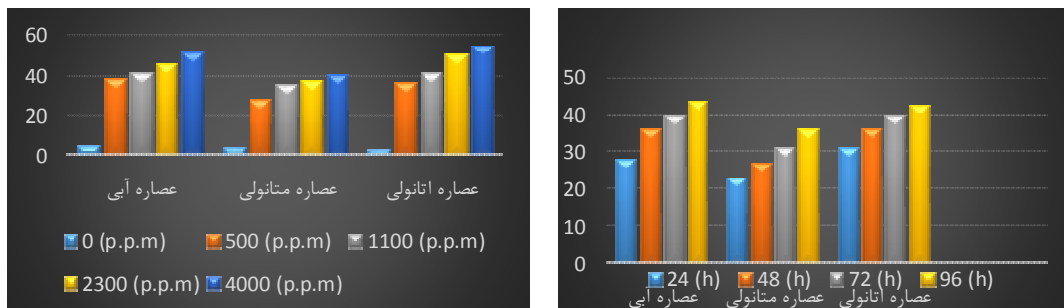 60
40
20
0
عصاره آبی
عصاره متانولی
عصاره اتانولی
0 (p.p.m) 500 (p.p.m) 1100 (p.p.m)
2300 (p.p.m) 4000 (p.p.m)
50
40
30
20
10
0
24 (h) 48 (h) 72 (h) 96 (h)
عصاره آبی
عصاره متانولی
عصاره اتانولی